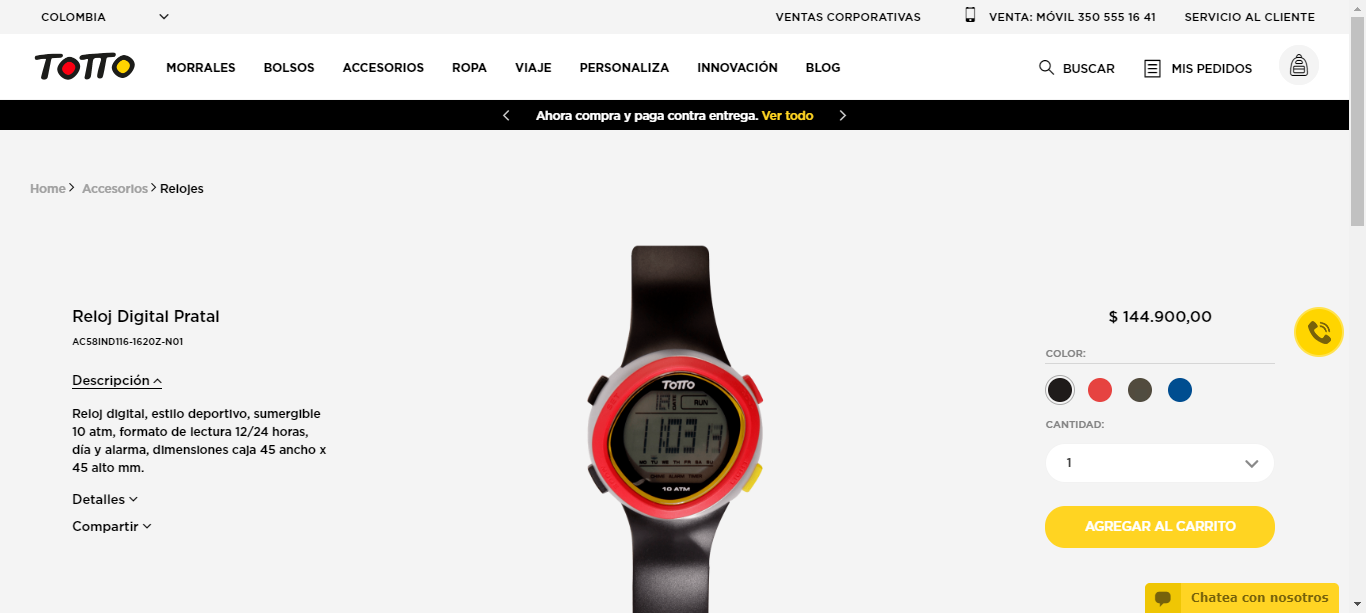 COLOMBIA
VENTAS CORPORATIVAS
VENTA: MÓVIL 350 555 16 41
SERVICIO AL CLIENTE
TOTTO
MORRALES
BOLSOS
ACCESORIOS
ROPA
VIAJE
PERSONALIZA
INNOVACIÓN
BLOG
BUSCAR
MIS PEDIDOS
Ahora compra y paga contra entrega. Ver todo
Home > Accesorios > Relojes
Reloj Digital Pratal
AC58IND116-1620Z-N01
Descripción
Reloj digital, estilo deportivo, sumergible
10 atm, formato de lectura 12/24 horas,
día y alarma, dimensiones caja 45 ancho x
45 alto mm.
Detalles
Compartir
TOTTO
RUN
10 ATM
$ 144.900,00
COLOR:
CANTIDAD:
1
AGREGAR AL CARRITO
Chatea con nosotros